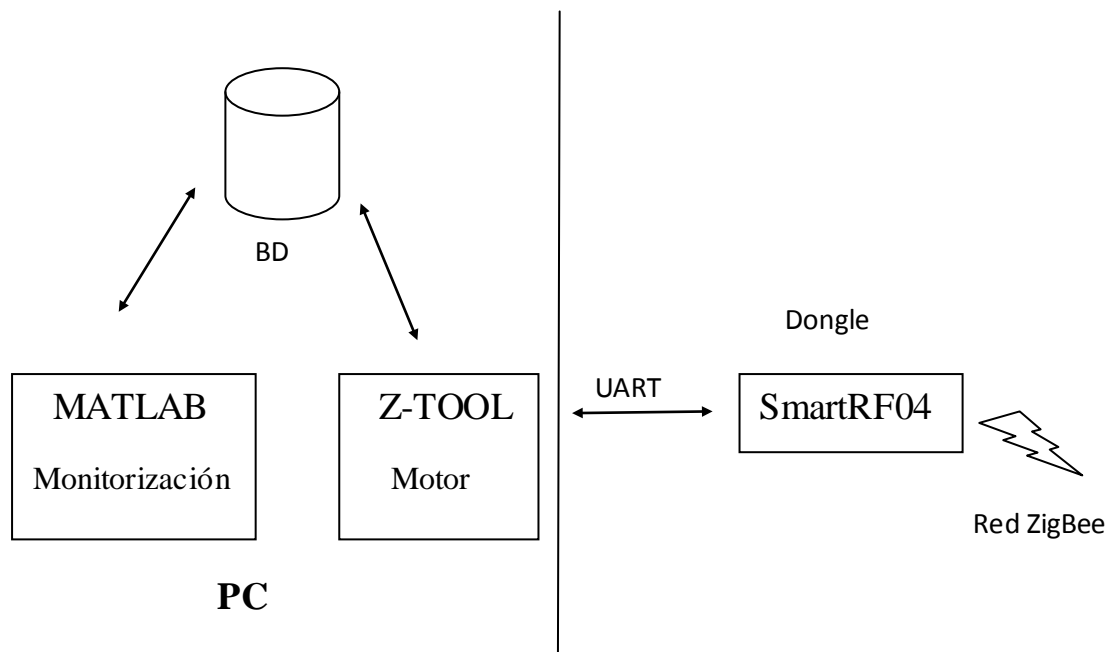 BD
Dongle
MATLAB
Monitorización
Z-TOOL
Motor
UART
SmartRF04
Red ZigBee
PC